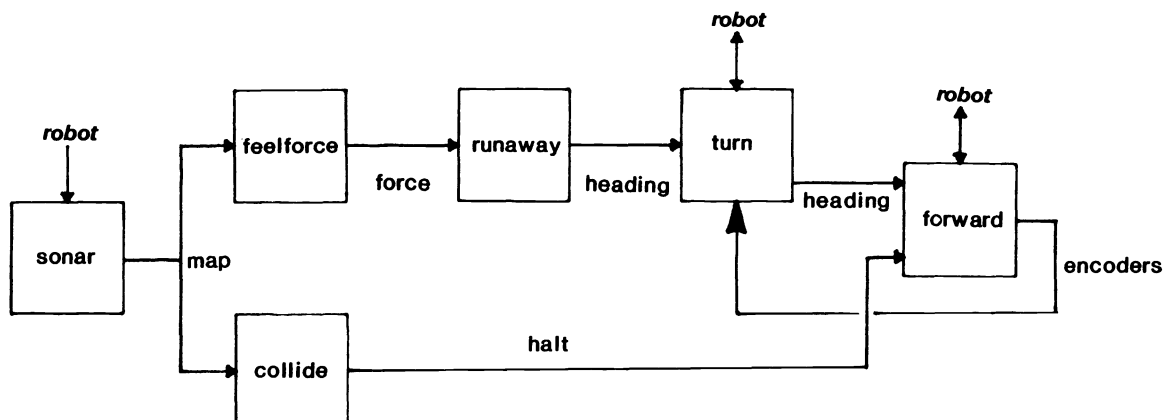 robot
robot
robot
feelforce
runaway
turn
force
heading
heading
sonar
map
forward
encoders
halt
collide